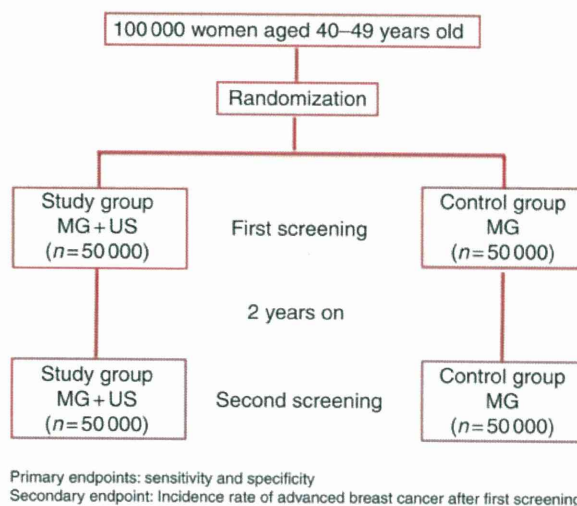 100 000 women aged 40–49 years old
Randomization
Study group
MG + US
(n=50 000)
First screening
Control group
MG
(n=50 000)
2 years on
Study group
MG + US
(n=50 000)
Second screening
Control group
MG
(n=50 000)
Primary endpoints: sensitivity and specificity
Secondary endpoint: Incidence rate of advanced breast cancer after first screening